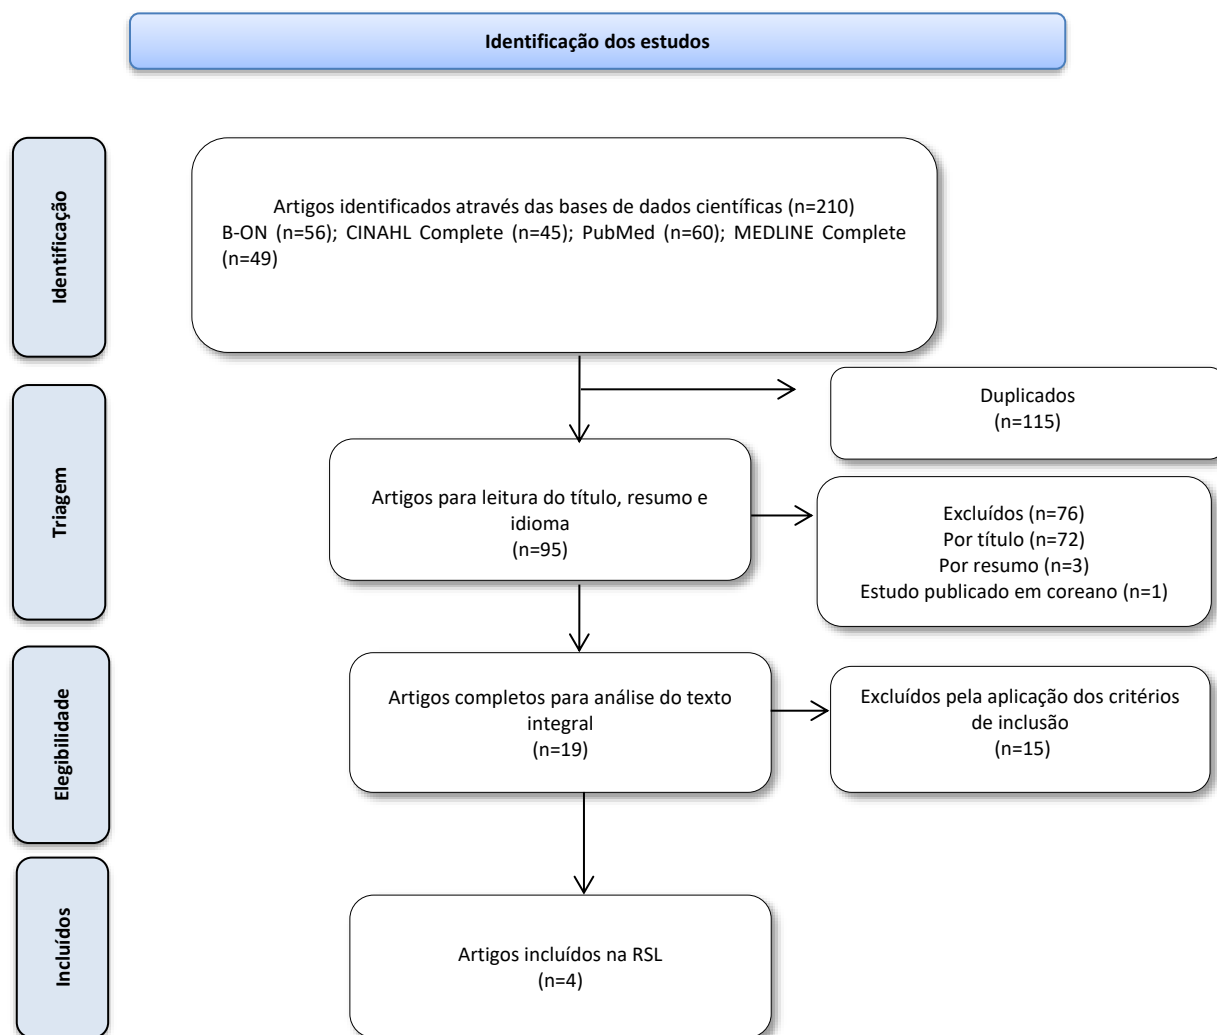 Identificação dos estudos
Identificação
Artigos identificados através das bases de dados científicas (n=210)
B-ON (n=56); CINAHL Complete (n=45); PubMed (n=60); MEDLINE Complete
(n=49)
Duplicados
(n=115)
Triagem
Artigos para leitura do título, resumo e
idioma
(n=95)
Excluídos (n=76)
Por título (n=72)
Por resumo (n=3)
Estudo publicado em coreano (n=1)
Elegibilidade
Artigos completos para análise do texto
integral
(n=19)
Excluídos pela aplicação dos critérios
de inclusão
(n=15)
Incluídos
Artigos incluídos na RSL
(n=4)